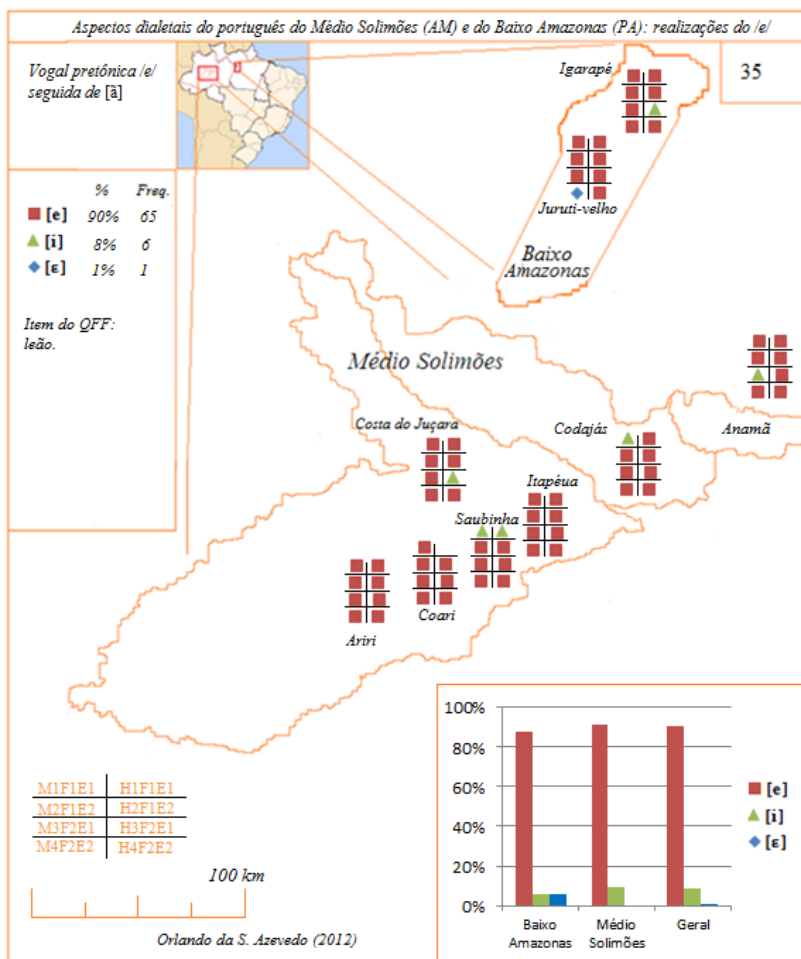 Aspectos dialetais do português do Médio Solimões (AM) e do Baixo Amazonas (PA): realizações do /e/
Vogal pretônica /e/
seguida de [ã]
35
% Freq.
[e] 90% 65
[i] 8% 6
[ɛ] 1% 1
Item do QFF:
leão.
Igarapé
Juruti-velho
Baixo
Amazonas
Médio Solimões
Anamã
Costa do Juçara
Codajás
Itapéua
Saubinha
Coari
Ariri
M1F1E1 H1F1E1
M2F1E2 H2F1E2
M3F2E1 H3F2E1
M4F2E2 H4F2E2
100 km
Orlando da S. Azevedo (2012)
100%
80%
60%
40%
20%
0%
Baixo
Amazonas
Médio
Solimões
Geral
[e]
[i]
[ɛ]